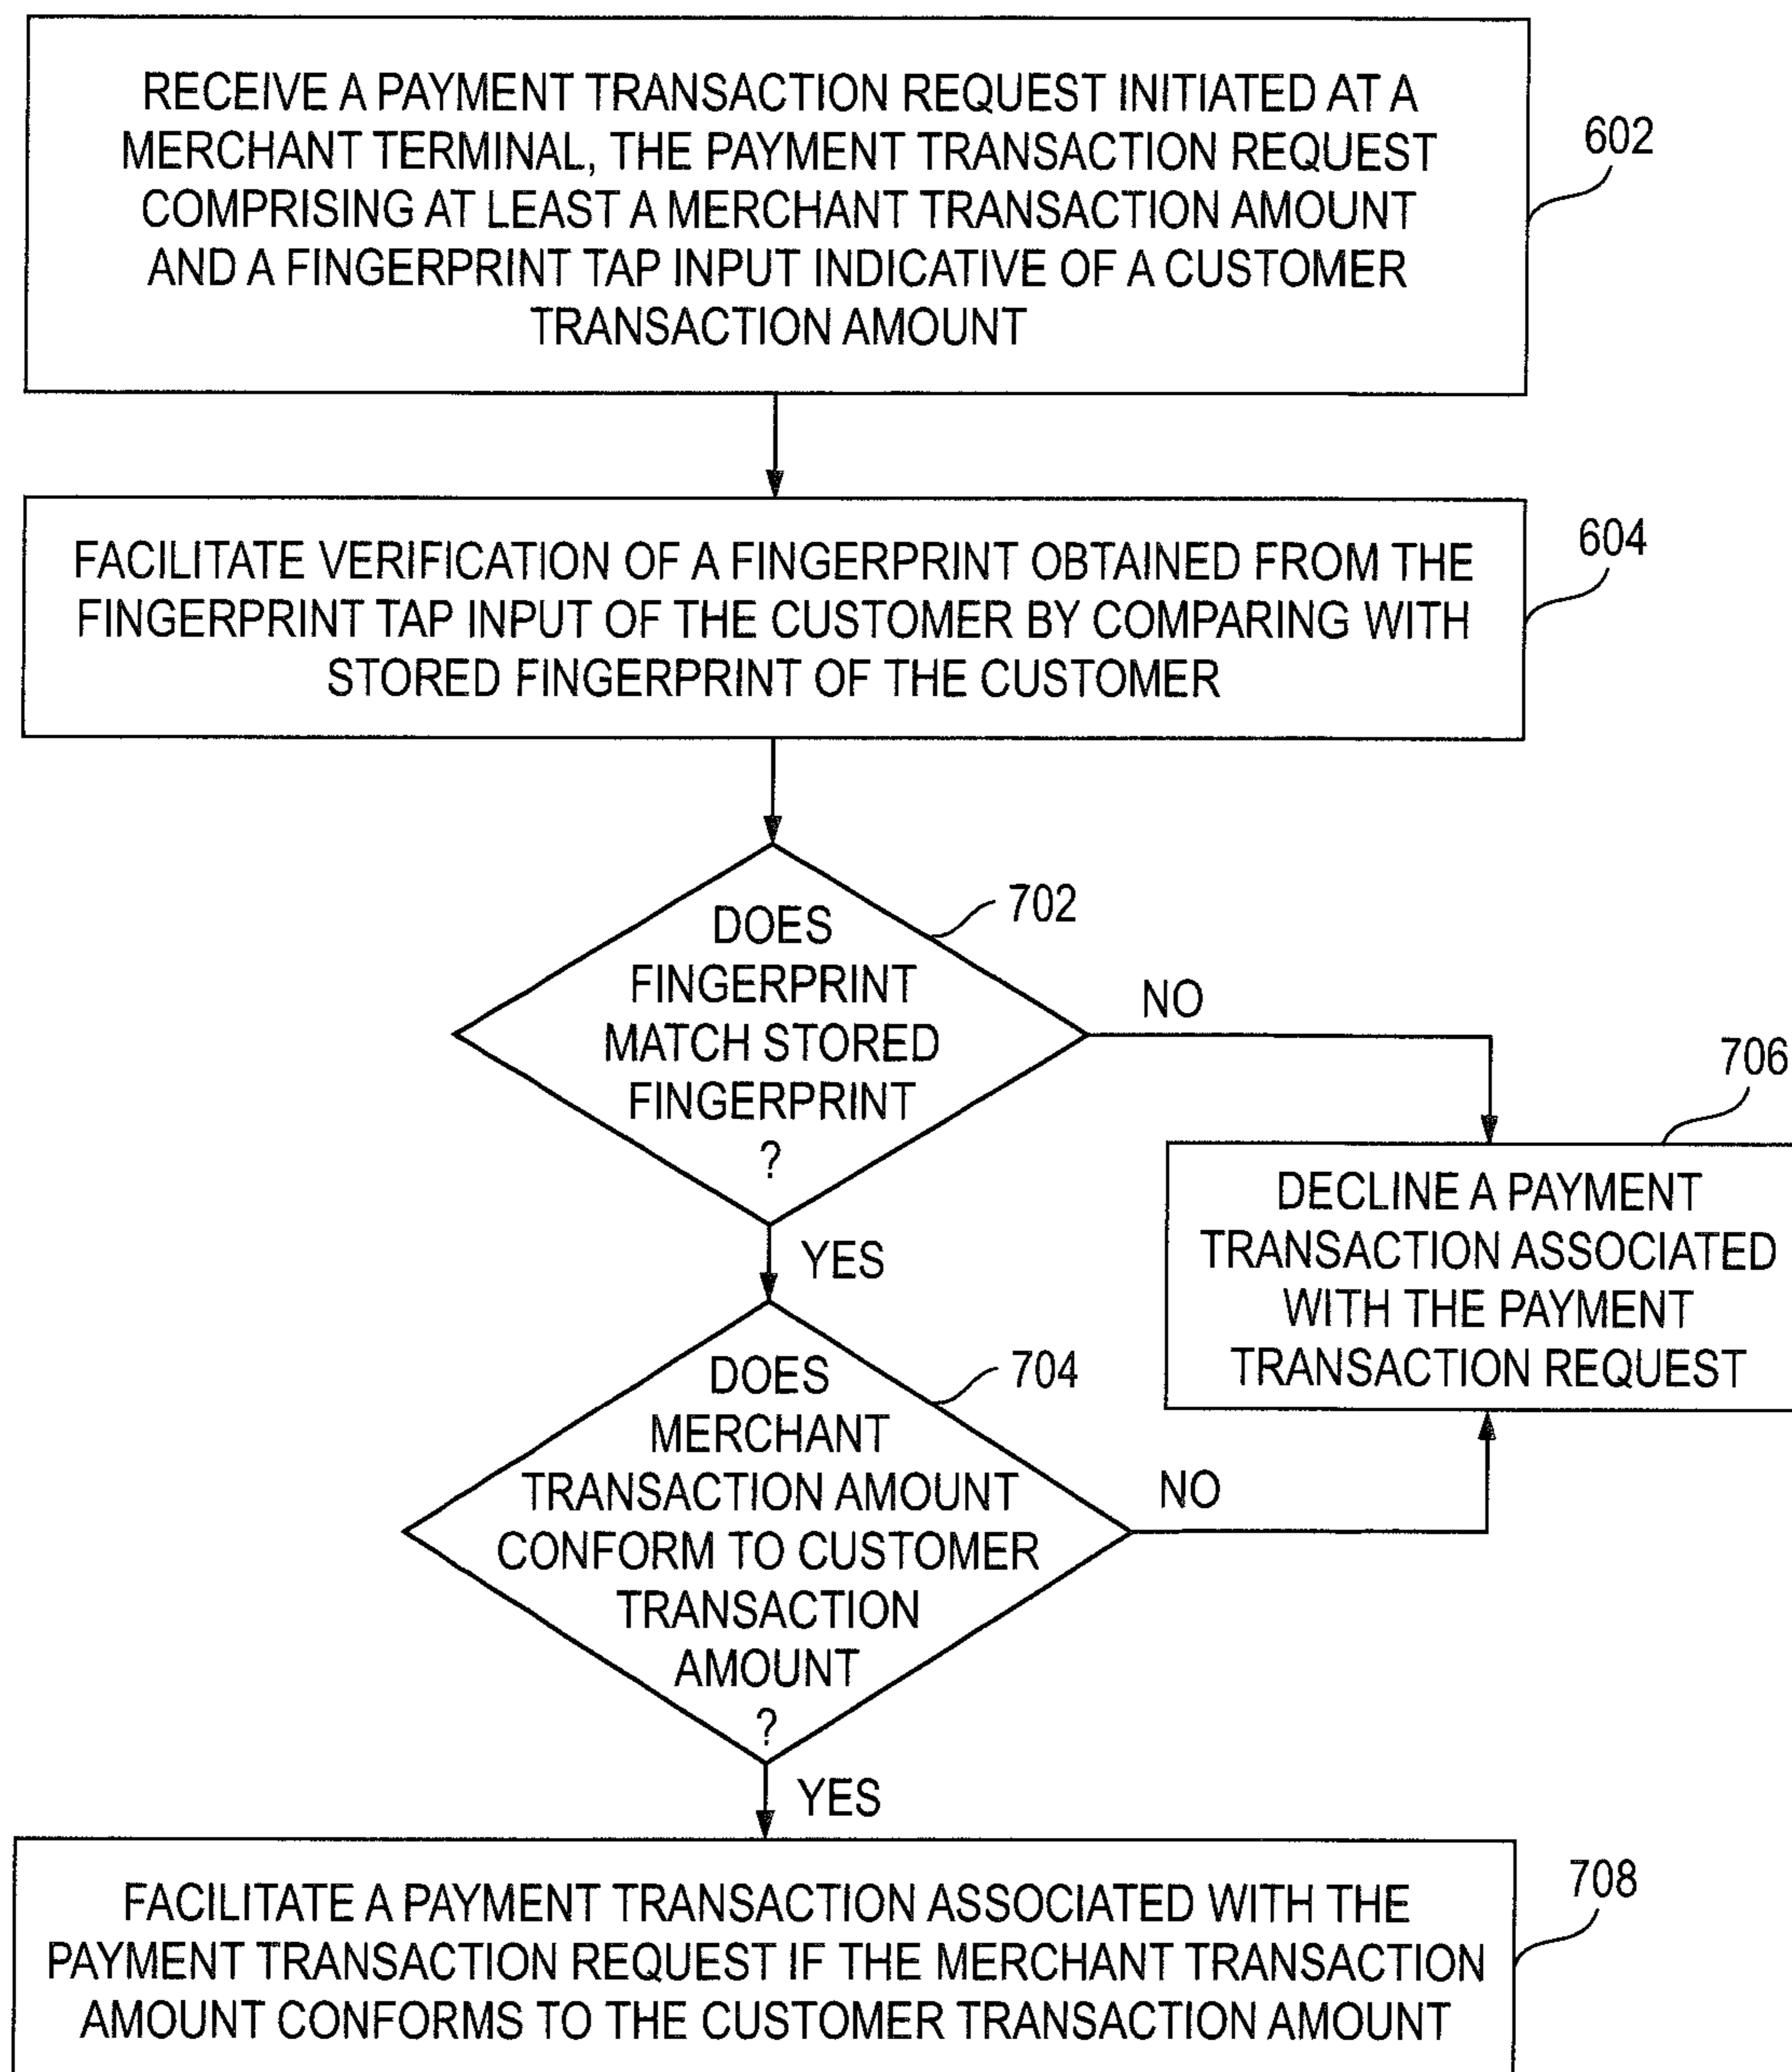 RECEIVE A PAYMENT TRANSACTION REQUEST INITIATED AT A
MERCHANT TERMINAL, THE PAYMENT TRANSACTION REQUEST
COMPRISING AT LEAST A MERCHANT TRANSACTION AMOUNT
AND A FINGERPRINT TAP INPUT INDICATIVE OF A CUSTOMER
TRANSACTION AMOUNT
602
FACILITATE VERIFICATION OF A FINGERPRINT OBTAINED FROM THE
FINGERPRINT TAP INPUT OF THE CUSTOMER BY COMPARING WITH
STORED FINGERPRINT OF THE CUSTOMER
604
DOES
FINGERPRINT
MATCH STORED
FINGERPRINT
?
702
NO
YES
706
DECLINE A PAYMENT
TRANSACTION ASSOCIATED
WITH THE PAYMENT
TRANSACTION REQUEST
DOES
MERCHANT
TRANSACTION AMOUNT
CONFORM TO CUSTOMER
TRANSACTION
AMOUNT
?
704
NO
YES
FACILITATE A PAYMENT TRANSACTION ASSOCIATED WITH THE
PAYMENT TRANSACTION REQUEST IF THE MERCHANT TRANSACTION
AMOUNT CONFORMS TO THE CUSTOMER TRANSACTION AMOUNT
708